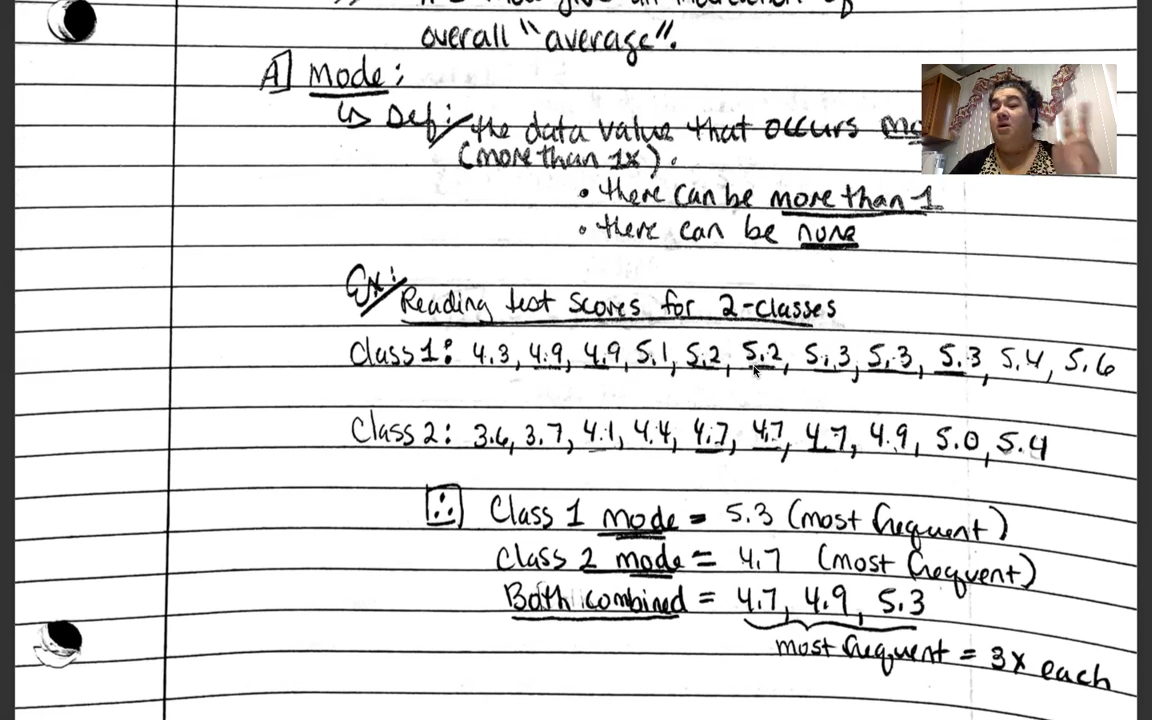 overall "average".
A] Mode:
↳ Def:/ the data value that occurs
(more than 1x).
• there can be more than 1
• there can be none
Ex:/ Reading test scores for 2-classes
Class 1: 4.3, 4.9, 4.9, 5.1, 5.2, 5.2, 5.3, 5.3, 5.3, 5.4, 5.6
Class 2: 3.6, 3.7, 4.1, 4.4, 4.7, 4.7, 4.7, 4.9, 5.0, 5.4
∴ Class 1 mode = 5.3 (most frequent)
Class 2 mode = 4.7 (most frequent)
Both combined = 4.7, 4.9, 5.3
most frequent = 3x each